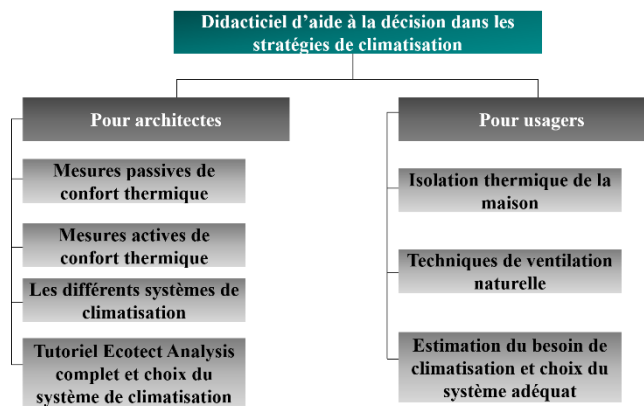 Didacticiel d'aide à la décision dans les
stratégies de climatisation
Pour architectes
Mesures passives de
confort thermique
Mesures actives de
confort thermique
Les différents systèmes de
climatisation
Tutoriel Ecotect Analysis
complet et choix du
système de climatisation
Pour usagers
Isolation thermique de la
maison
Techniques de ventilation
naturelle
Estimation du besoin de
climatisation et choix du
système adéquat